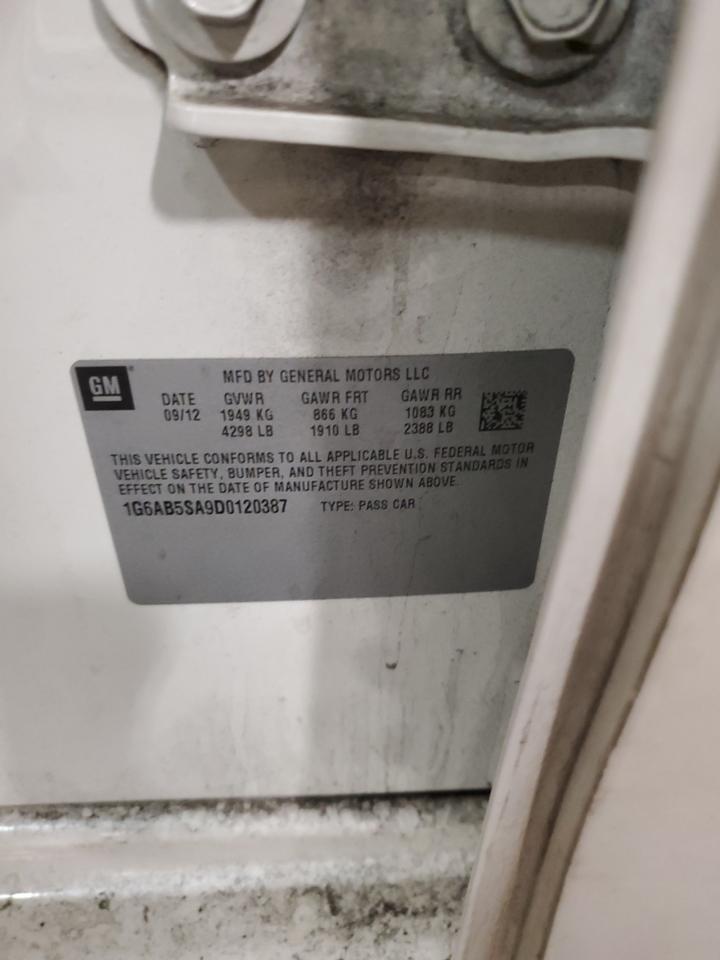 GM
MFD BY GENERAL MOTORS LLC
DATE GVWR GAWR FRT GAWR RR
09/12 1949 KG 866 KG 1083 KG
4298 LB 1910 LB 2388 LB
THIS VEHICLE CONFORMS TO ALL APPLICABLE U.S. FEDERAL MOTOR
VEHICLE SAFETY, BUMPER, AND THEFT PREVENTION STANDARDS IN
EFFECT ON THE DATE OF MANUFACTURE SHOWN ABOVE.
1G6AB5SA9D0120387 TYPE: PASS CAR